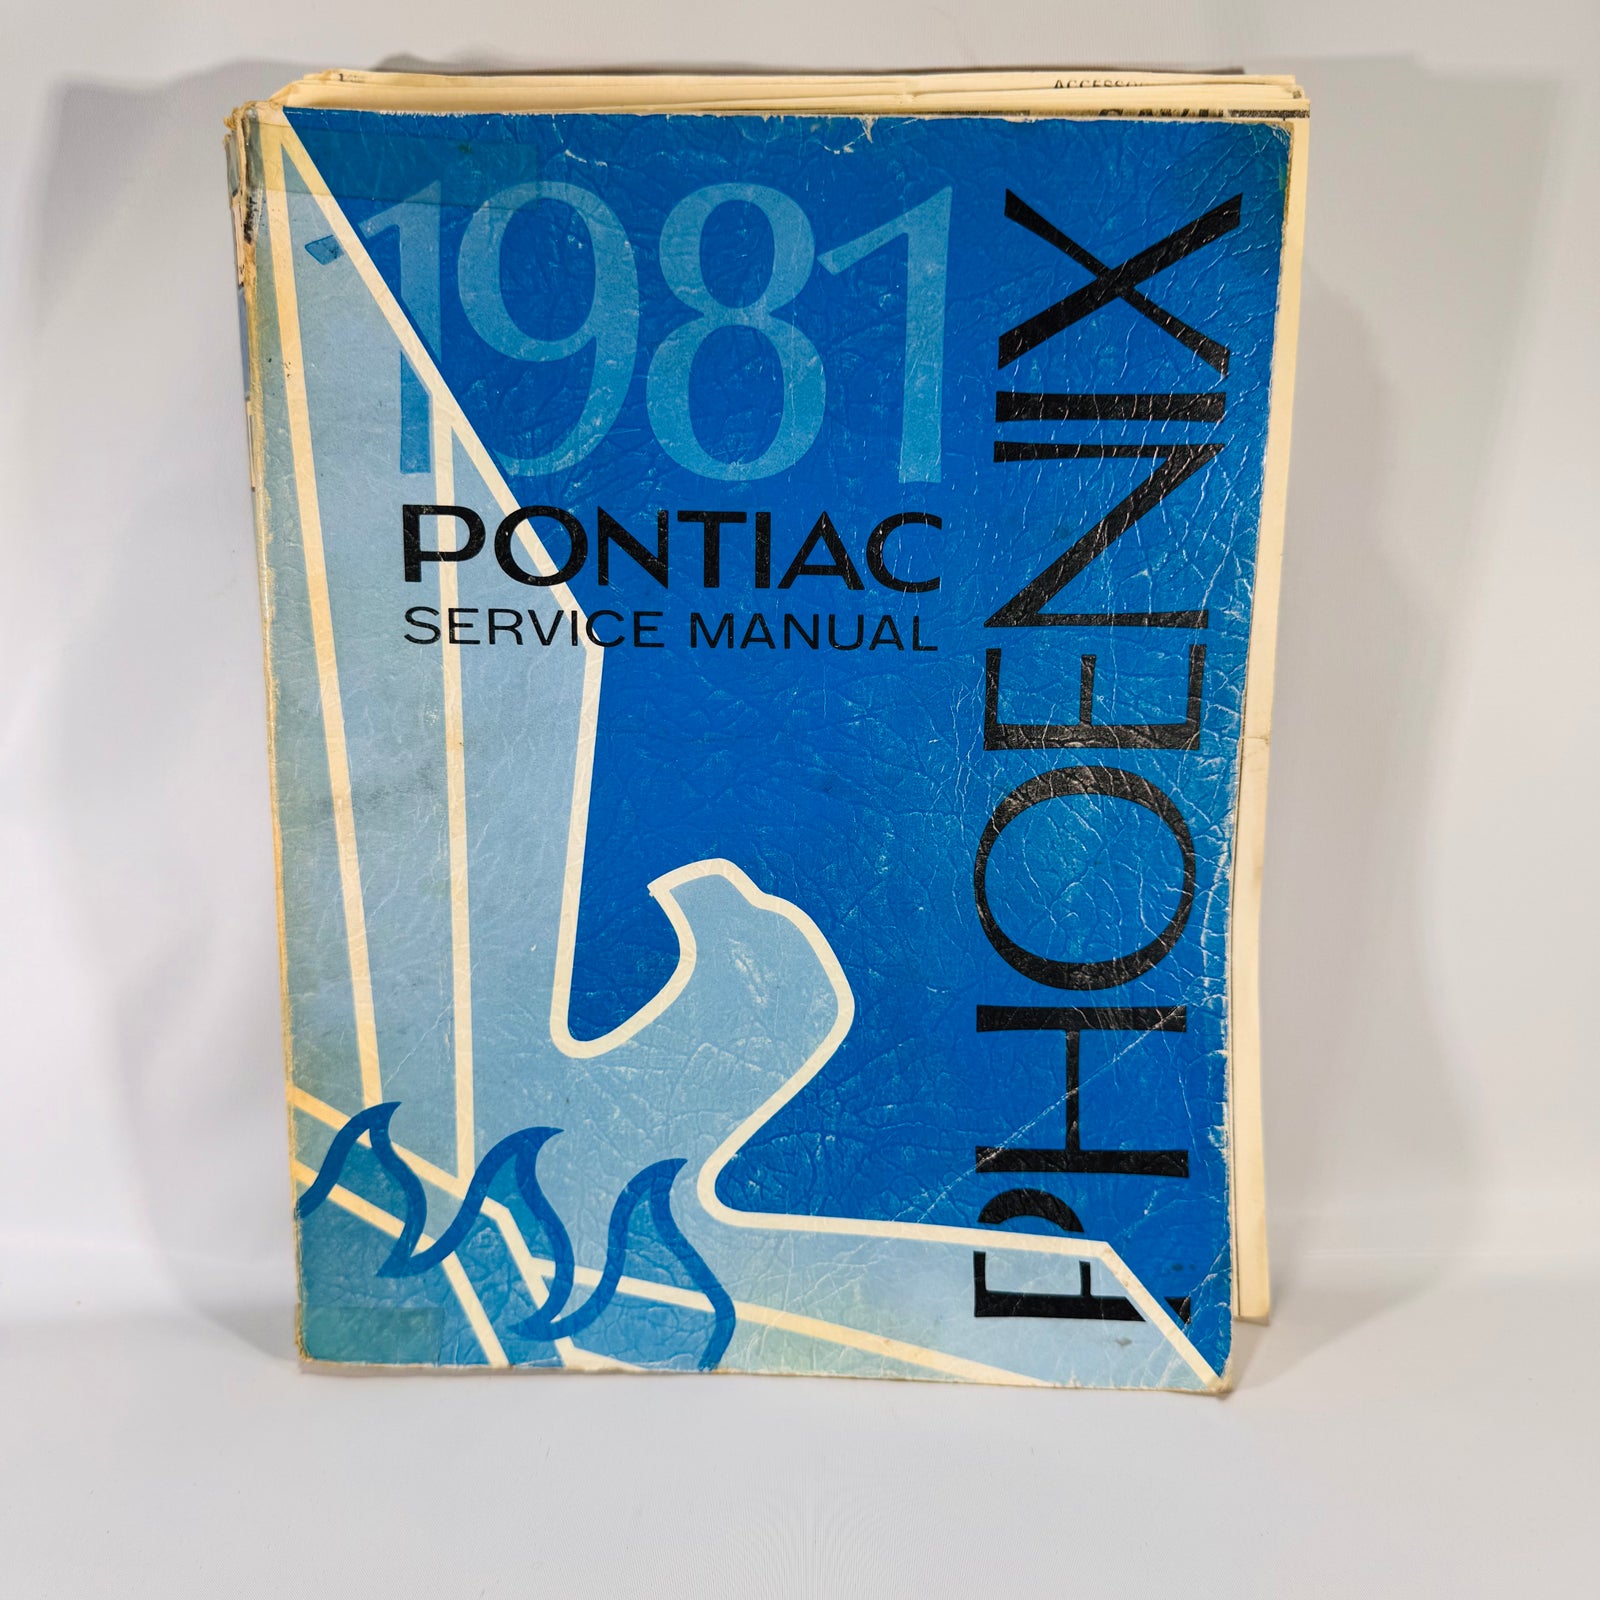 1981
PONTIAC
SERVICE MANUAL
PHOENIX